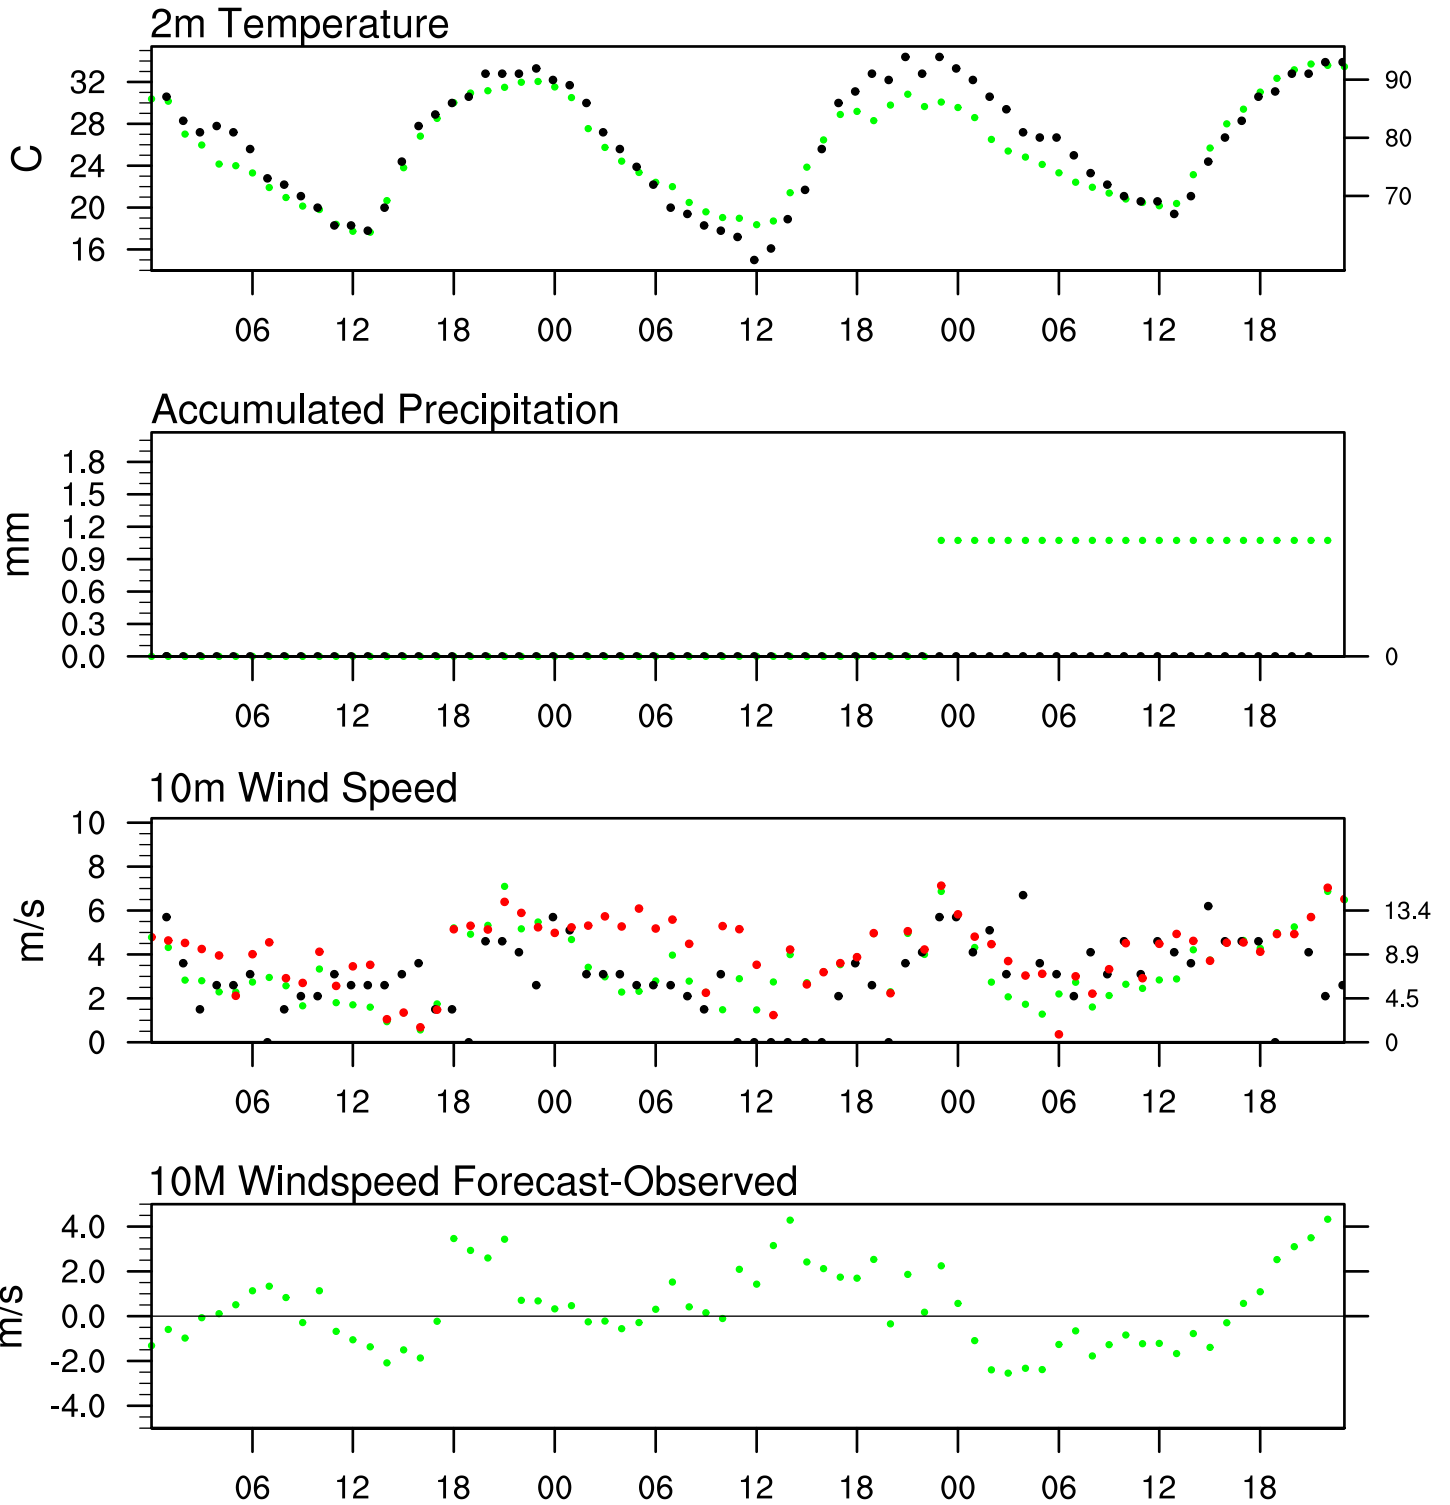 2m Temperature
C
32
28
24
20
16
90
80
70
06 12 18 00 06 12 18 00 06 12 18
Accumulated Precipitation
mm
1.8
1.5
1.2
0.9
0.6
0.3
0.0
0
06 12 18 00 06 12 18 00 06 12 18
10m Wind Speed
m/s
10
8
6
4
2
0
13.4
8.9
4.5
0
06 12 18 00 06 12 18 00 06 12 18
10M Windspeed Forecast-Observed
m/s
4.0
2.0
0.0
-2.0
-4.0
06 12 18 00 06 12 18 00 06 12 18